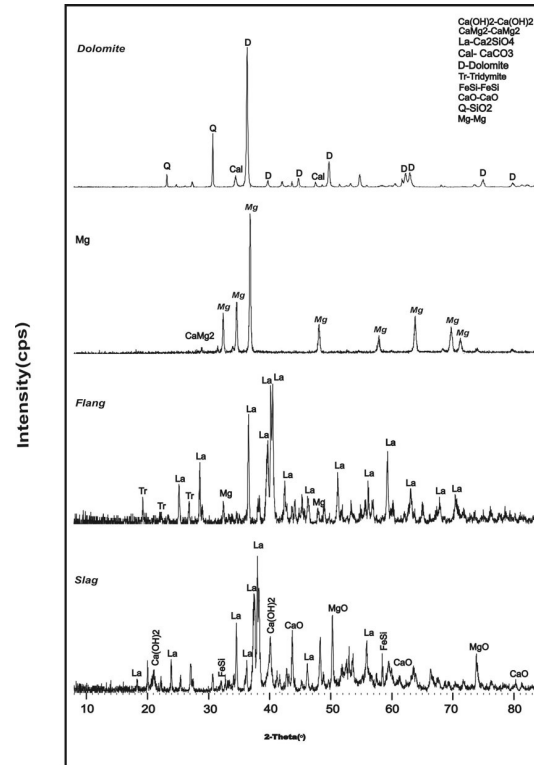 Ca(OH)2-Ca(OH)2
CaMg2-CaMg2
La-Ca2SiO4
Cal- CaCO3
D-Dolomite
Tr-Tridymite
FeSi-FeSi
CaO-CaO
Q-SiO2
Mg-Mg
Dolomite
Q
Q
Cal
D
D
D
Cal
D
D
D
D
D
Mg
CaMg2
Mg
Mg
Mg
Mg
Mg
Mg
Mg
Mg
Flang
Tr
Tr
La
Tr
La
Mg
La
La
La
La
La
La
Mg
La
La
La
La
La
La
Slag
La
Ca(OH)2
La
FeSi
La
La
La
La
Ca(OH)2
CaO
La
MgO
La
FeSi
CaO
MgO
CaO
10 20 30 40 50 60 70 80
2-Theta(°)
Intensity(cps)